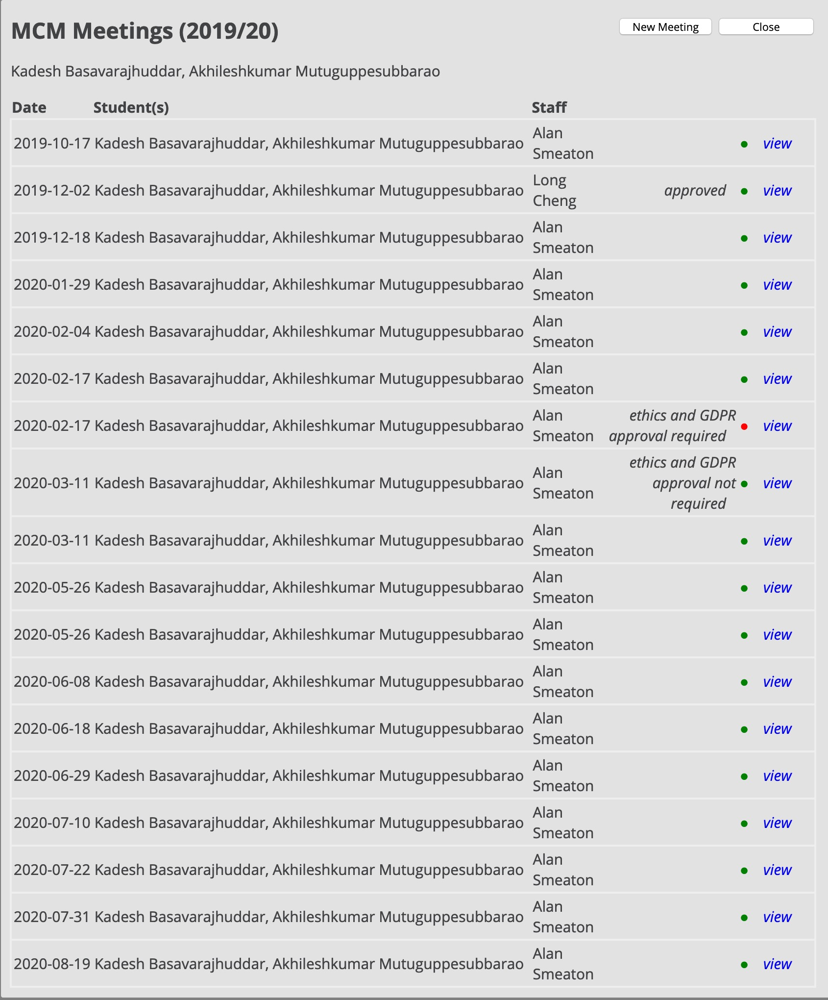 MCM Meetings (2019/20)
New Meeting
Close
Kadesh Basavarajhuddar, Akhileshkumar Mutuguppesubbarao
Date Student(s) Staff
2019-10-17 Kadesh Basavarajhuddar, Akhileshkumar Mutuguppesubbarao Alan Smeaton ● view
2019-12-02 Kadesh Basavarajhuddar, Akhileshkumar Mutuguppesubbarao Long Cheng approved ● view
2019-12-18 Kadesh Basavarajhuddar, Akhileshkumar Mutuguppesubbarao Alan Smeaton ● view
2020-01-29 Kadesh Basavarajhuddar, Akhileshkumar Mutuguppesubbarao Alan Smeaton ● view
2020-02-04 Kadesh Basavarajhuddar, Akhileshkumar Mutuguppesubbarao Alan Smeaton ● view
2020-02-17 Kadesh Basavarajhuddar, Akhileshkumar Mutuguppesubbarao Alan Smeaton ● view
2020-02-17 Kadesh Basavarajhuddar, Akhileshkumar Mutuguppesubbarao Alan Smeaton ethics and GDPR approval required ● view
2020-03-11 Kadesh Basavarajhuddar, Akhileshkumar Mutuguppesubbarao Alan Smeaton ethics and GDPR approval not required ● view
2020-03-11 Kadesh Basavarajhuddar, Akhileshkumar Mutuguppesubbarao Alan Smeaton ● view
2020-05-26 Kadesh Basavarajhuddar, Akhileshkumar Mutuguppesubbarao Alan Smeaton ● view
2020-05-26 Kadesh Basavarajhuddar, Akhileshkumar Mutuguppesubbarao Alan Smeaton ● view
2020-06-08 Kadesh Basavarajhuddar, Akhileshkumar Mutuguppesubbarao Alan Smeaton ● view
2020-06-18 Kadesh Basavarajhuddar, Akhileshkumar Mutuguppesubbarao Alan Smeaton ● view
2020-06-29 Kadesh Basavarajhuddar, Akhileshkumar Mutuguppesubbarao Alan Smeaton ● view
2020-07-10 Kadesh Basavarajhuddar, Akhileshkumar Mutuguppesubbarao Alan Smeaton ● view
2020-07-22 Kadesh Basavarajhuddar, Akhileshkumar Mutuguppesubbarao Alan Smeaton ● view
2020-07-31 Kadesh Basavarajhuddar, Akhileshkumar Mutuguppesubbarao Alan Smeaton ● view
2020-08-19 Kadesh Basavarajhuddar, Akhileshkumar Mutuguppesubbarao Alan Smeaton ● view